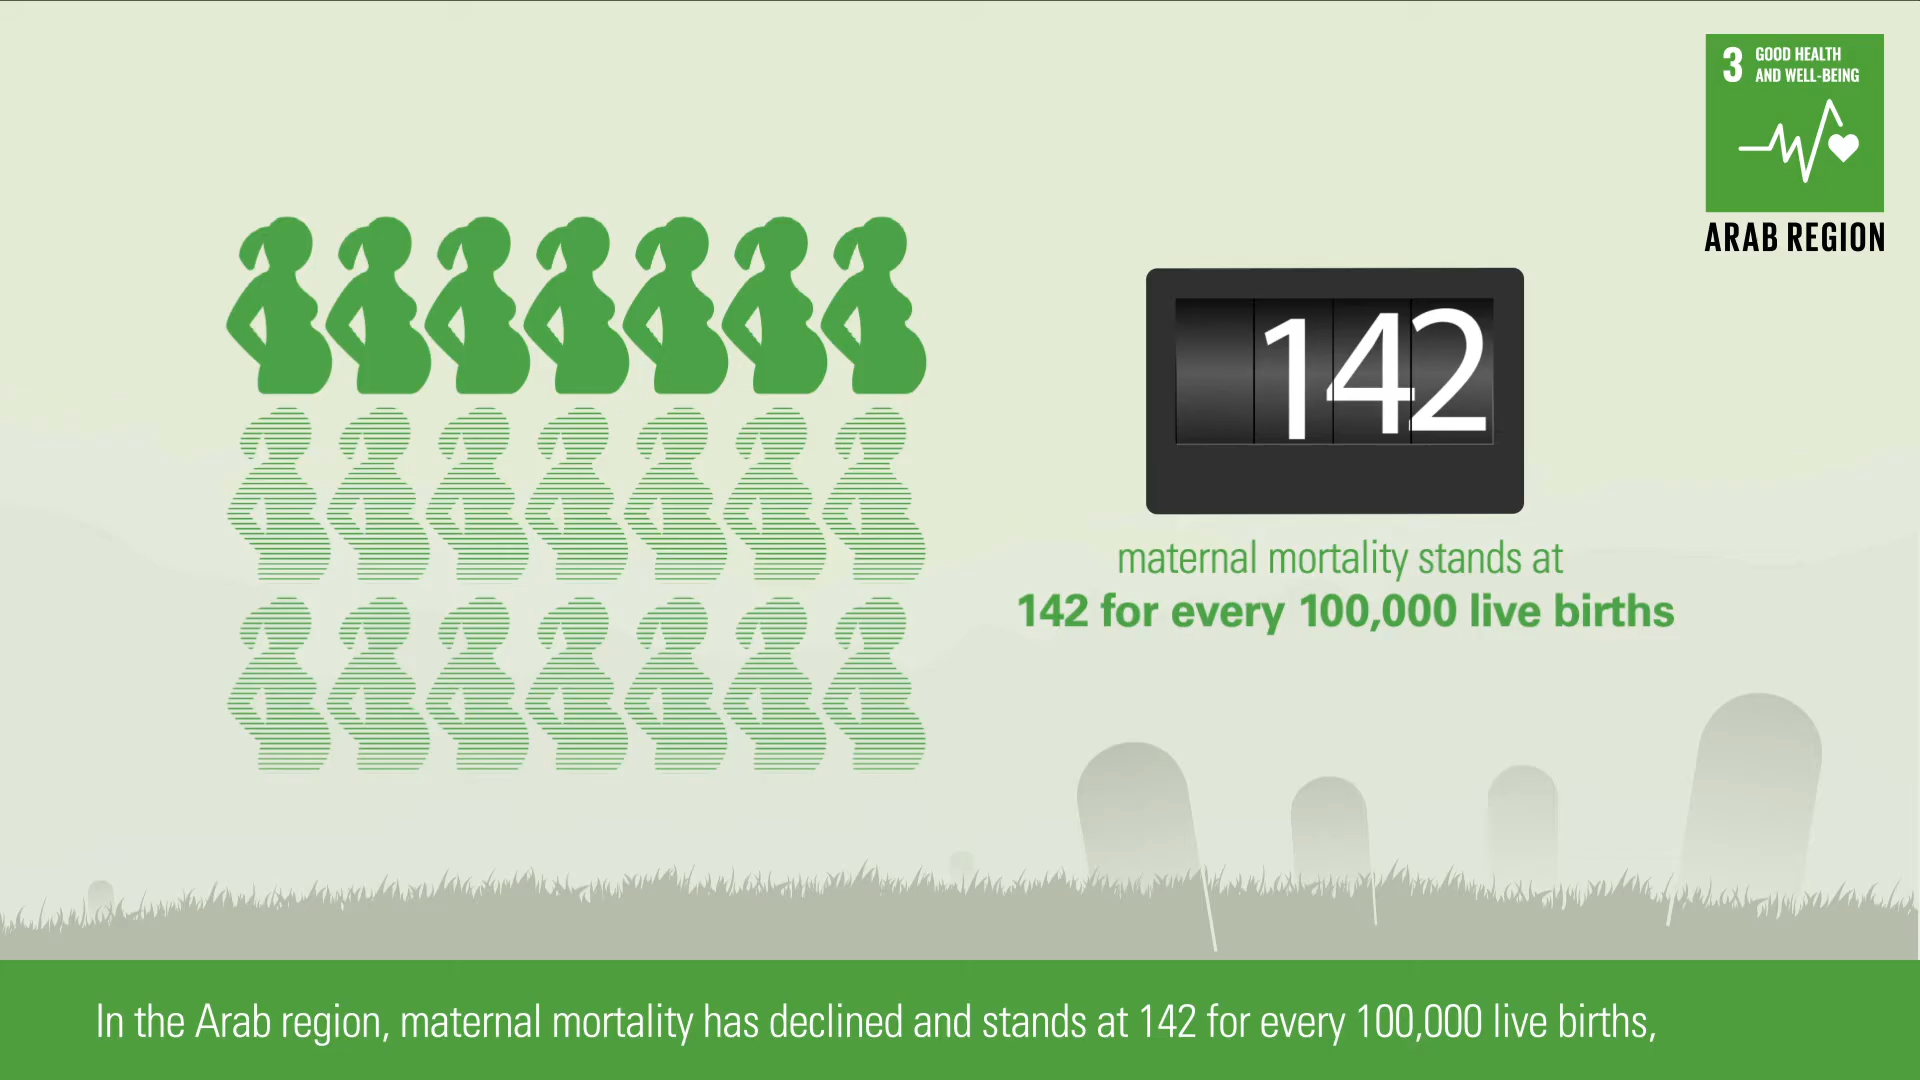 3 GOOD HEALTH
AND WELL-BEING
ARAB REGION
142
maternal mortality stands at
142 for every 100,000 live births
In the Arab region, maternal mortality has declined and stands at 142 for every 100,000 live births,